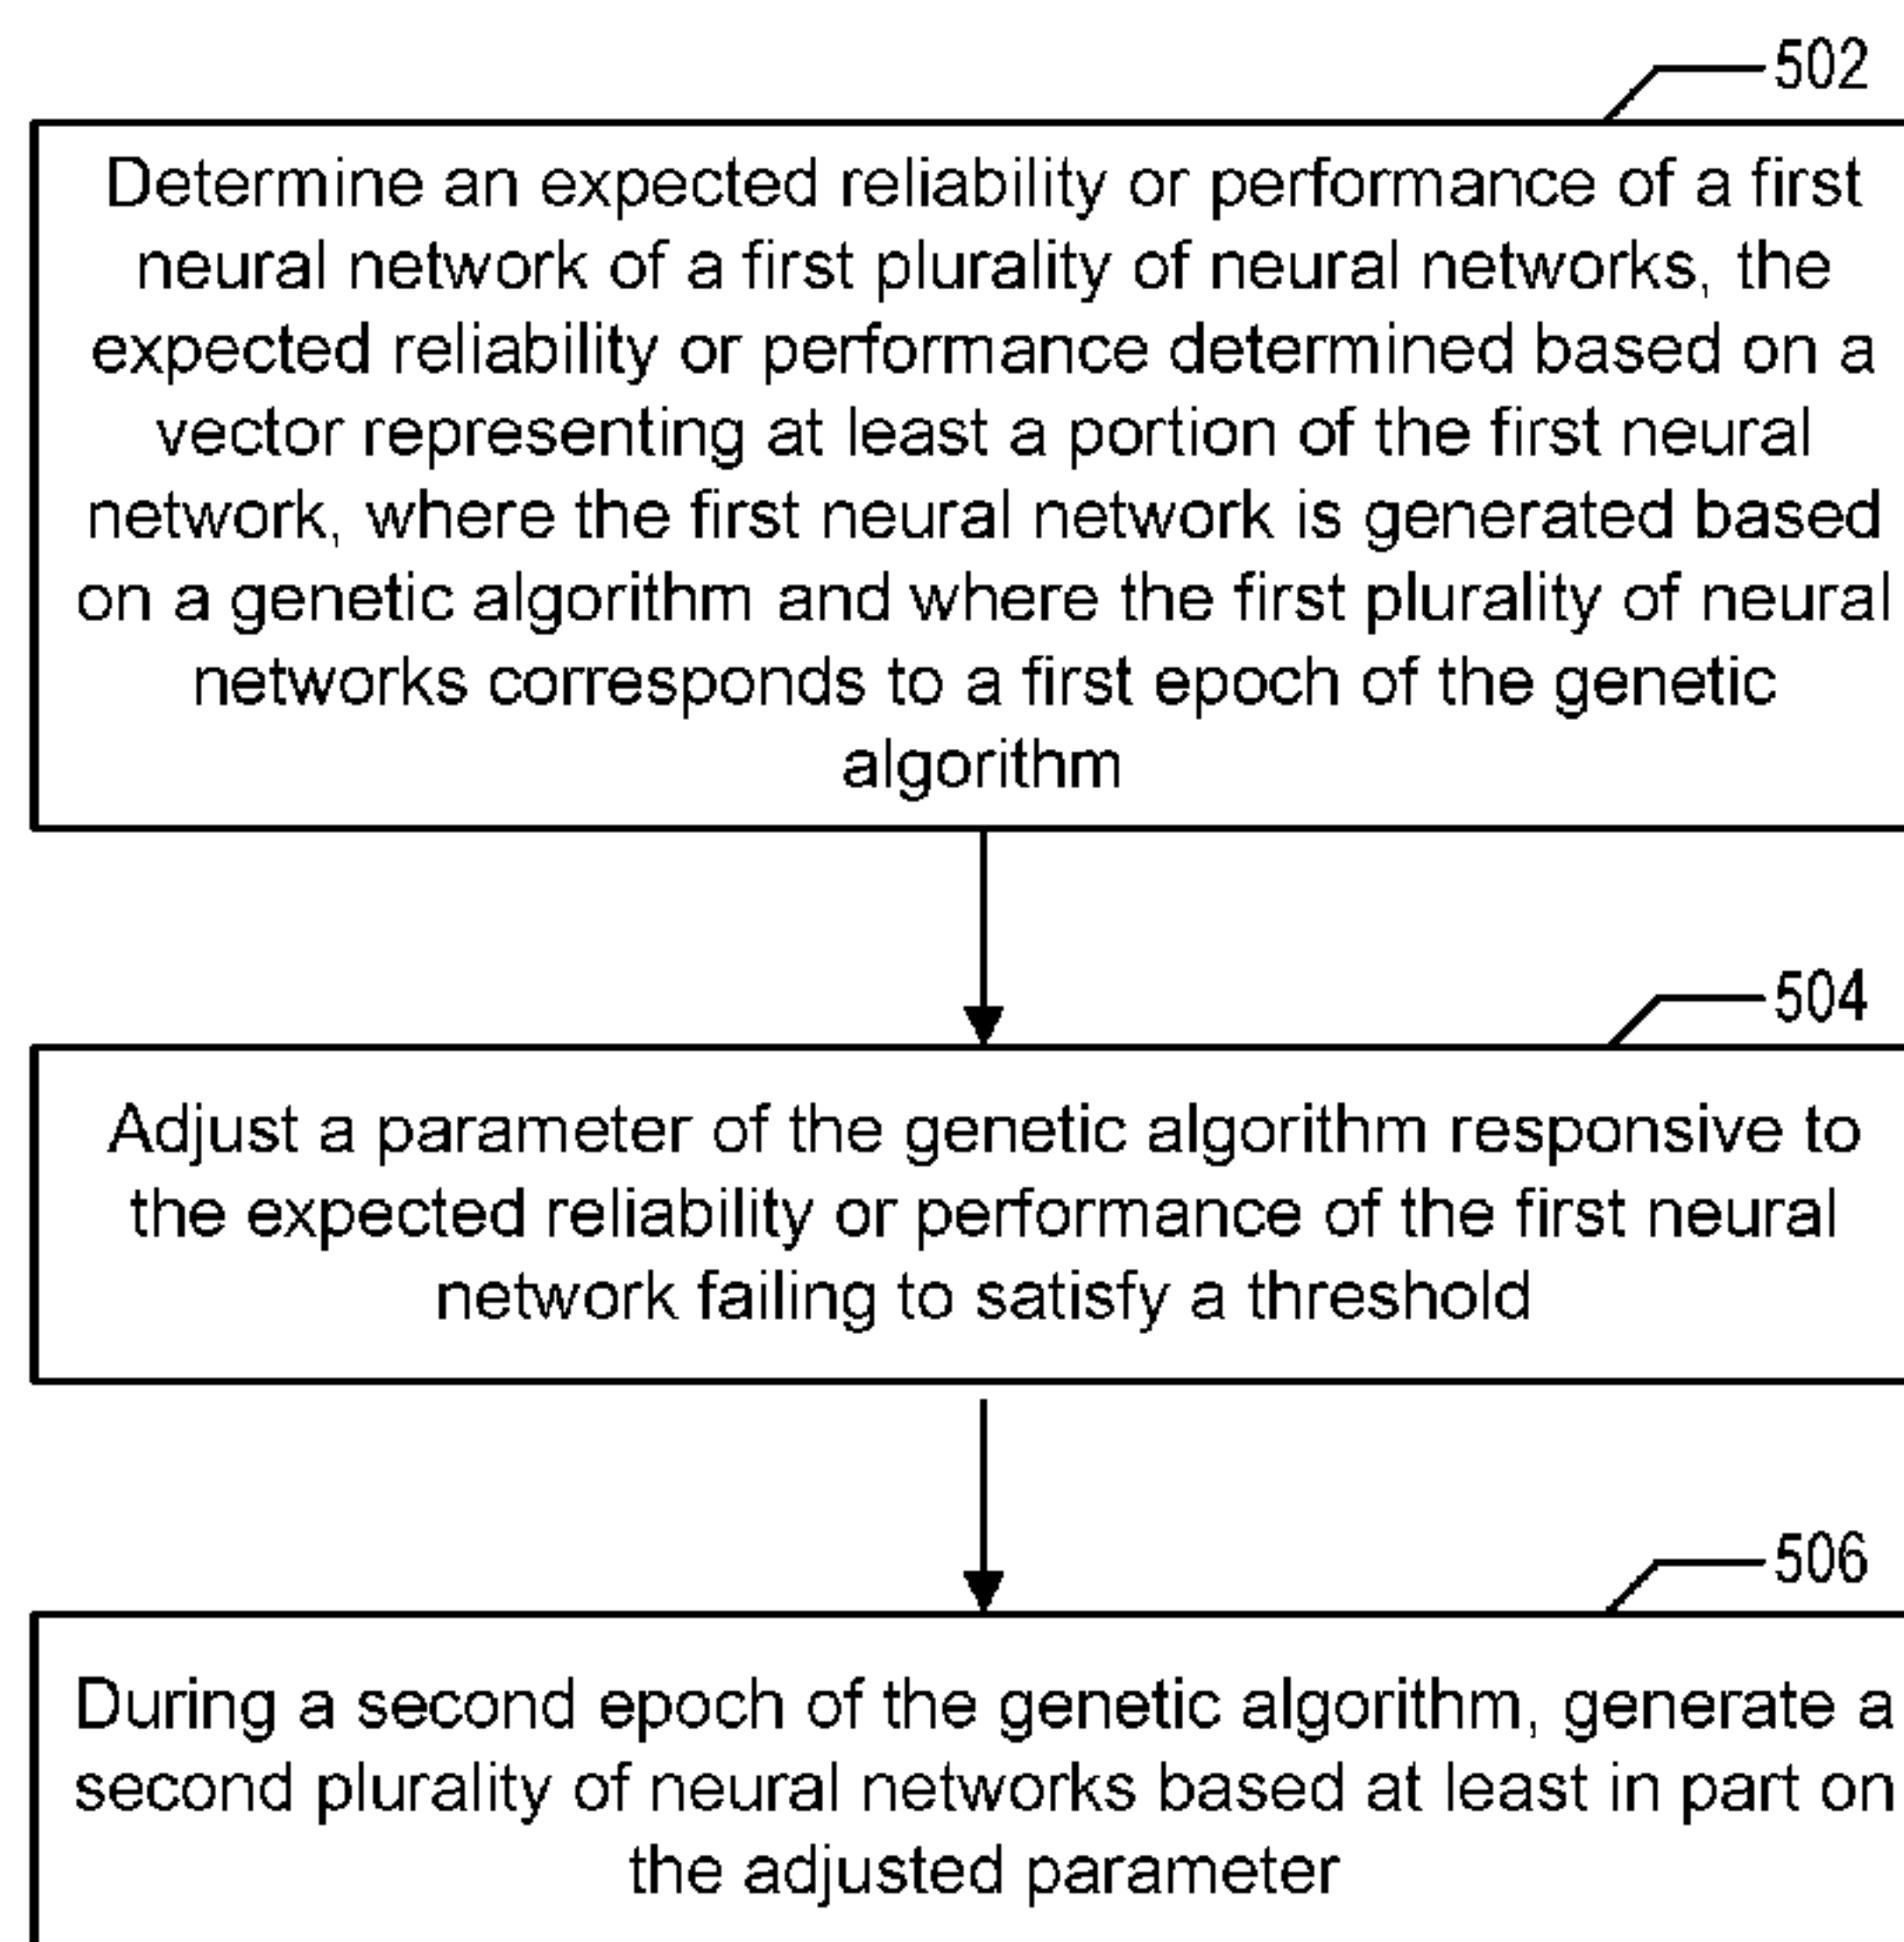 502
Determine an expected reliability or performance of a first
neural network of a first plurality of neural networks, the
expected reliability or performance determined based on a
vector representing at least a portion of the first neural
network, where the first neural network is generated based
on a genetic algorithm and where the first plurality of neural
networks corresponds to a first epoch of the genetic
algorithm
504
Adjust a parameter of the genetic algorithm responsive to
the expected reliability or performance of the first neural
network failing to satisfy a threshold
506
During a second epoch of the genetic algorithm, generate a
second plurality of neural networks based at least in part on
the adjusted parameter